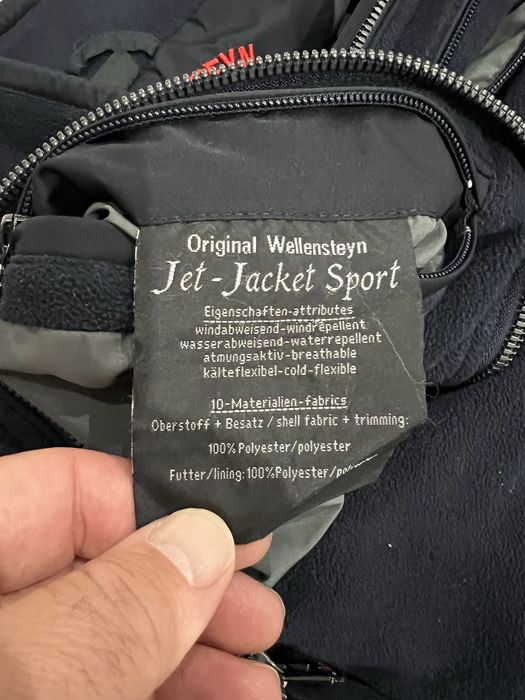 Original Wellensteyn
Jet-Jacket Sport
Eigenschaften-attributes
windabweisend-windrepellent
wasserabweisend-waterrepellent
atmungsaktiv-breathable
kälteflexibel-cold-flexible
10-Materialien-fabrics
Oberstoff + Besatz / shell fabric + trimming:
100% Polyester/polyester
Futter/lining:100%Polyester/